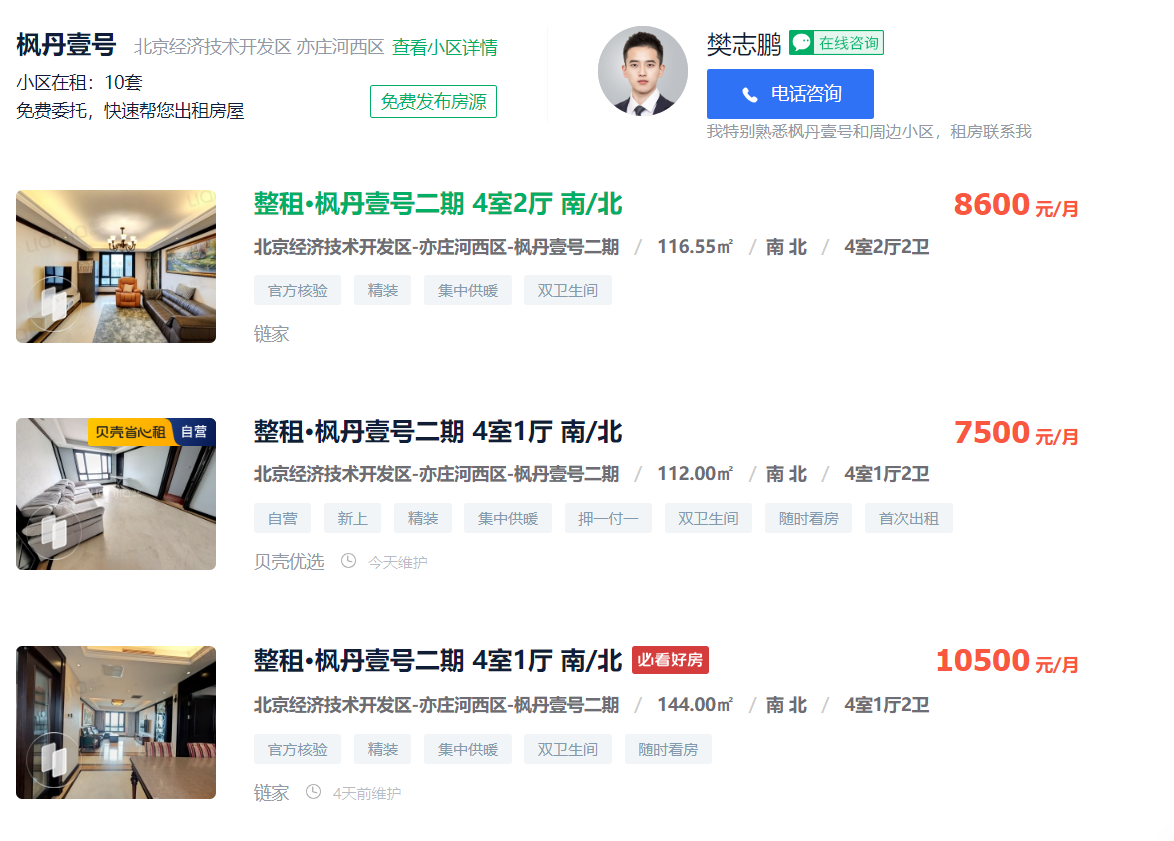 枫丹壹号 北京经济技术开发区 亦庄河西区 查看小区详情
小区在租：10套
免费委托，快速帮您出租房屋
免费发布房源
樊志鹏 在线咨询
电话咨询
我特别熟悉枫丹壹号和周边小区，租房联系我
整租·枫丹壹号二期 4室2厅 南/北
8600 元/月
北京经济技术开发区-亦庄河西区-枫丹壹号二期 / 116.55㎡ / 南 北 / 4室2厅2卫
官方核验 精装 集中供暖 双卫生间
链家
贝壳省心租 自营
整租·枫丹壹号二期 4室1厅 南/北
7500 元/月
北京经济技术开发区-亦庄河西区-枫丹壹号二期 / 112.00㎡ / 南 北 / 4室1厅2卫
自营 新上 精装 集中供暖 押一付一 双卫生间 随时看房 首次出租
贝壳优选 今天维护
整租·枫丹壹号二期 4室1厅 南/北 必看好房
10500 元/月
北京经济技术开发区-亦庄河西区-枫丹壹号二期 / 144.00㎡ / 南 北 / 4室1厅2卫
官方核验 精装 集中供暖 双卫生间 随时看房
链家 4天前维护